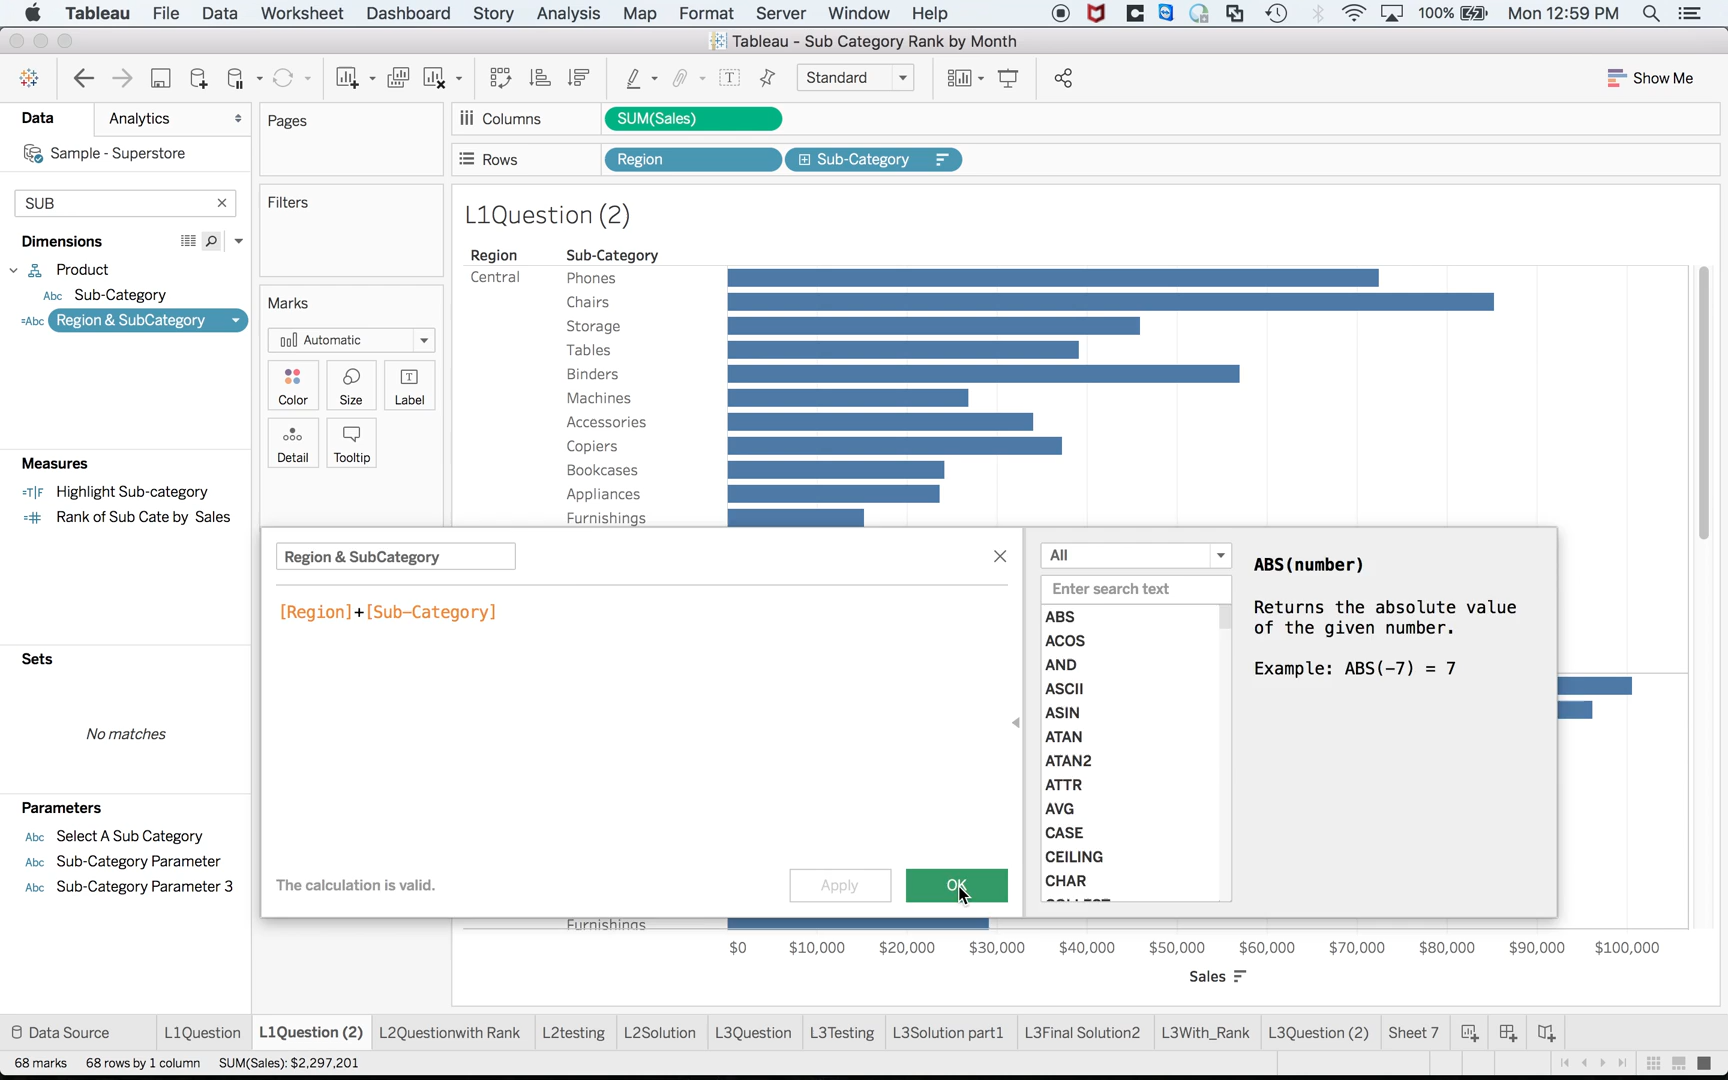 Tableau File Data Worksheet Dashboard Story Analysis Map Format Server Window Help 100% Mon 12:59 PM
Tableau - Sub Category Rank by Month
Standard Show Me
Data Analytics
Sample - Superstore
SUB
Dimensions
Product
Abc Sub-Category
=Abc Region & SubCategory
Measures
=T|F Highlight Sub-category
=# Rank of Sub Cate by Sales
Sets
No matches
Parameters
Abc Select A Sub Category
Abc Sub-Category Parameter
Abc Sub-Category Parameter 3
Pages
Filters
Marks
Automatic
Color Size Label
Detail Tooltip
Columns SUM(Sales)
Rows Region Sub-Category
L1Question (2)
Region Sub-Category
Central Phones
Chairs
Storage
Tables
Binders
Machines
Accessories
Copiers
Bookcases
Appliances
Furnishings
Region & SubCategory
[Region]+[Sub-Category]
The calculation is valid.
Apply OK
All
Enter search text
ABS
ACOS
AND
ASCII
ASIN
ATAN
ATAN2
ATTR
AVG
CASE
CEILING
CHAR
ABS(number)
Returns the absolute value
of the given number.
Example: ABS(-7) = 7
Furnishings
$0 $10,000 $20,000 $30,000 $40,000 $50,000 $60,000 $70,000 $80,000 $90,000 $100,000
Sales
Data Source L1Question L1Question (2) L2Questionwith Rank L2testing L2Solution L3Question L3Testing L3Solution part1 L3Final Solution2 L3With_Rank L3Question (2) Sheet 7
68 marks 68 rows by 1 column SUM(Sales): $2,297,201